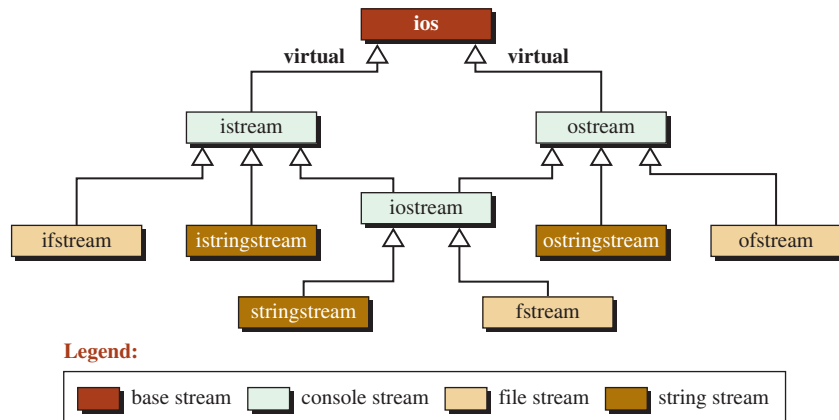 ios
virtual virtual
istream ostream
iostream
ifstream istringstream ostringstream ofstream
stringstream fstream
Legend:
base stream console stream file stream string stream